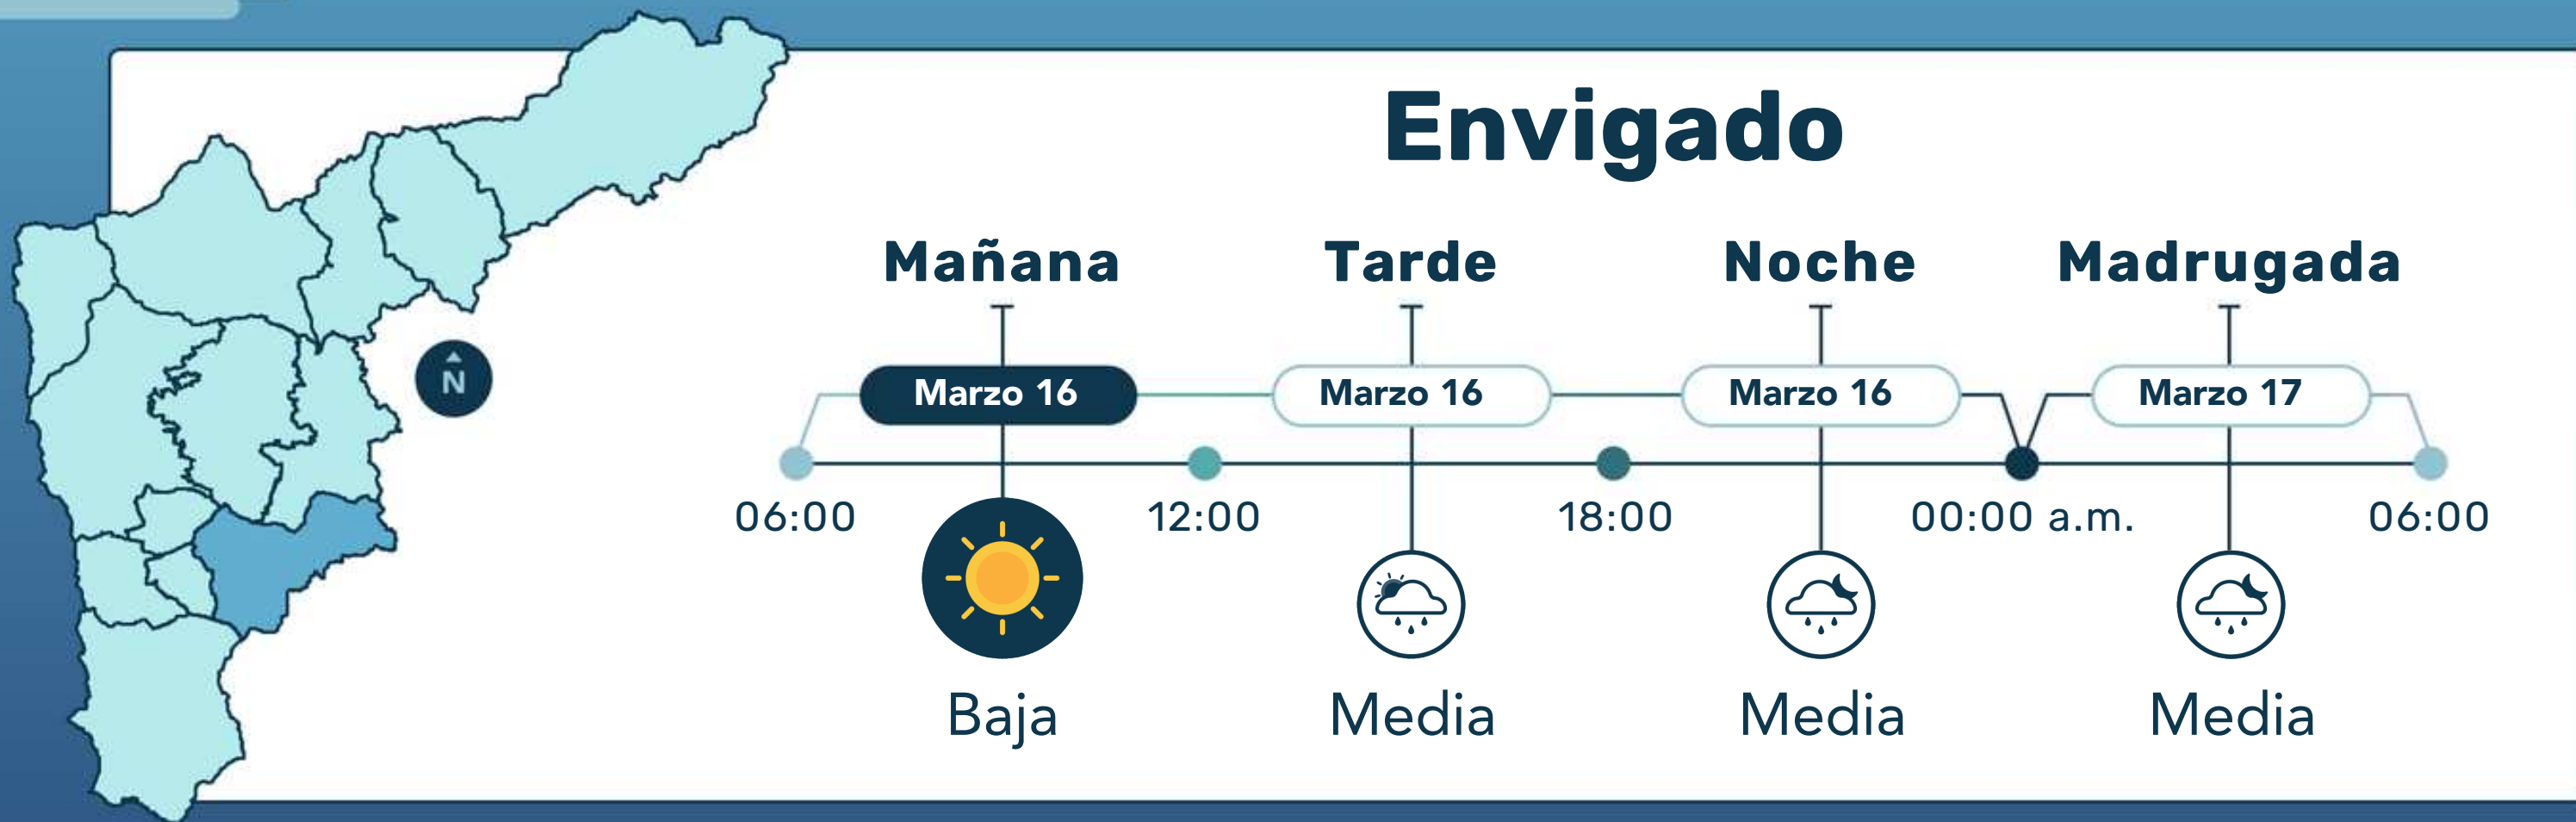 Envigado
Mañana Tarde Noche Madrugada
Marzo 16 Marzo 16 Marzo 16 Marzo 17
N
06:00 12:00 18:00 00:00 a.m. 06:00
Baja Media Media Media